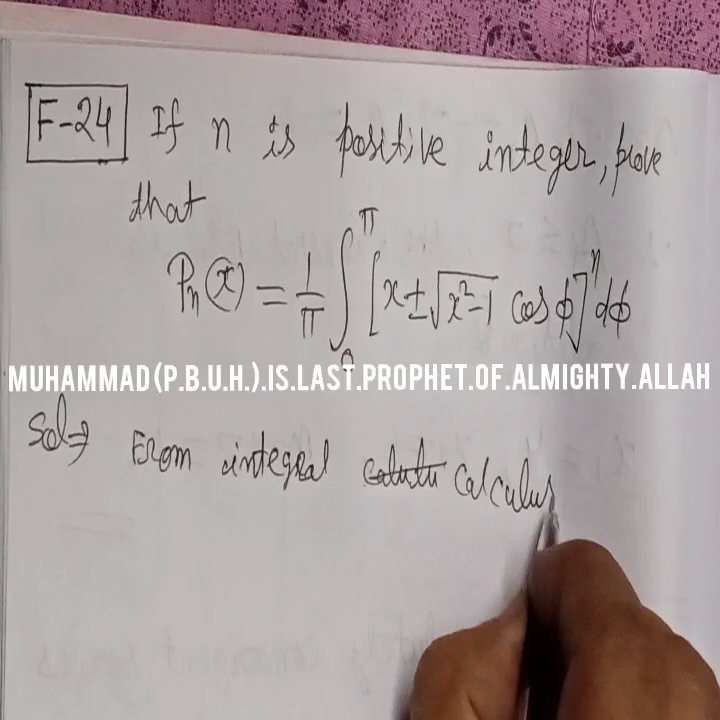 F-24 If n is positive integer, prove
that
Pn(x) = 1/π ∫₀^π [x ± √(x²-1) cos ϕ]ⁿ dϕ
MUHAMMAD(P.B.U.H.).IS.LAST.PROPHET.OF.ALMIGHTY.ALLAH
Sol⇒ From integral calculus